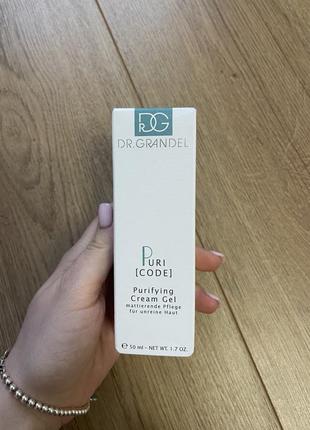 DRG
DR.GRANDEL
PURI
[CODE]
Purifying
Cream Gel
mattierende Pflege
für unreine Haut
℮ 50 ml – NET WT. 1.7 OZ.